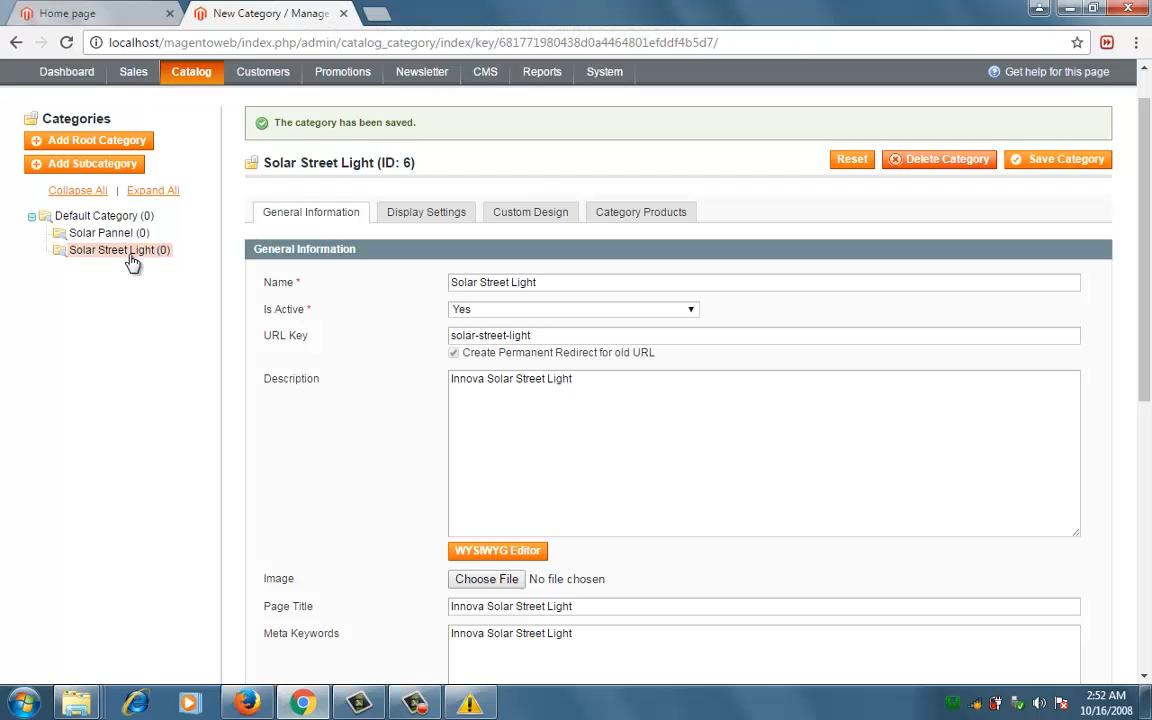 Home page
New Category / Manage
localhost/magentoweb/index.php/admin/catalog_category/index/key/681771980438d0a4464801efddf4b5d7/
Dashboard Sales Catalog Customers Promotions Newsletter CMS Reports System Get help for this page
Categories
Add Root Category
Add Subcategory
Collapse All | Expand All
Default Category (0)
Solar Pannel (0)
Solar Street Light (0)
The category has been saved.
Solar Street Light (ID: 6)
Reset Delete Category Save Category
General Information Display Settings Custom Design Category Products
General Information
Name * Solar Street Light
Is Active * Yes
URL Key solar-street-light
Create Permanent Redirect for old URL
Description Innova Solar Street Light
WYSIWYG Editor
Image Choose File No file chosen
Page Title Innova Solar Street Light
Meta Keywords Innova Solar Street Light
2:52 AM
10/16/2008